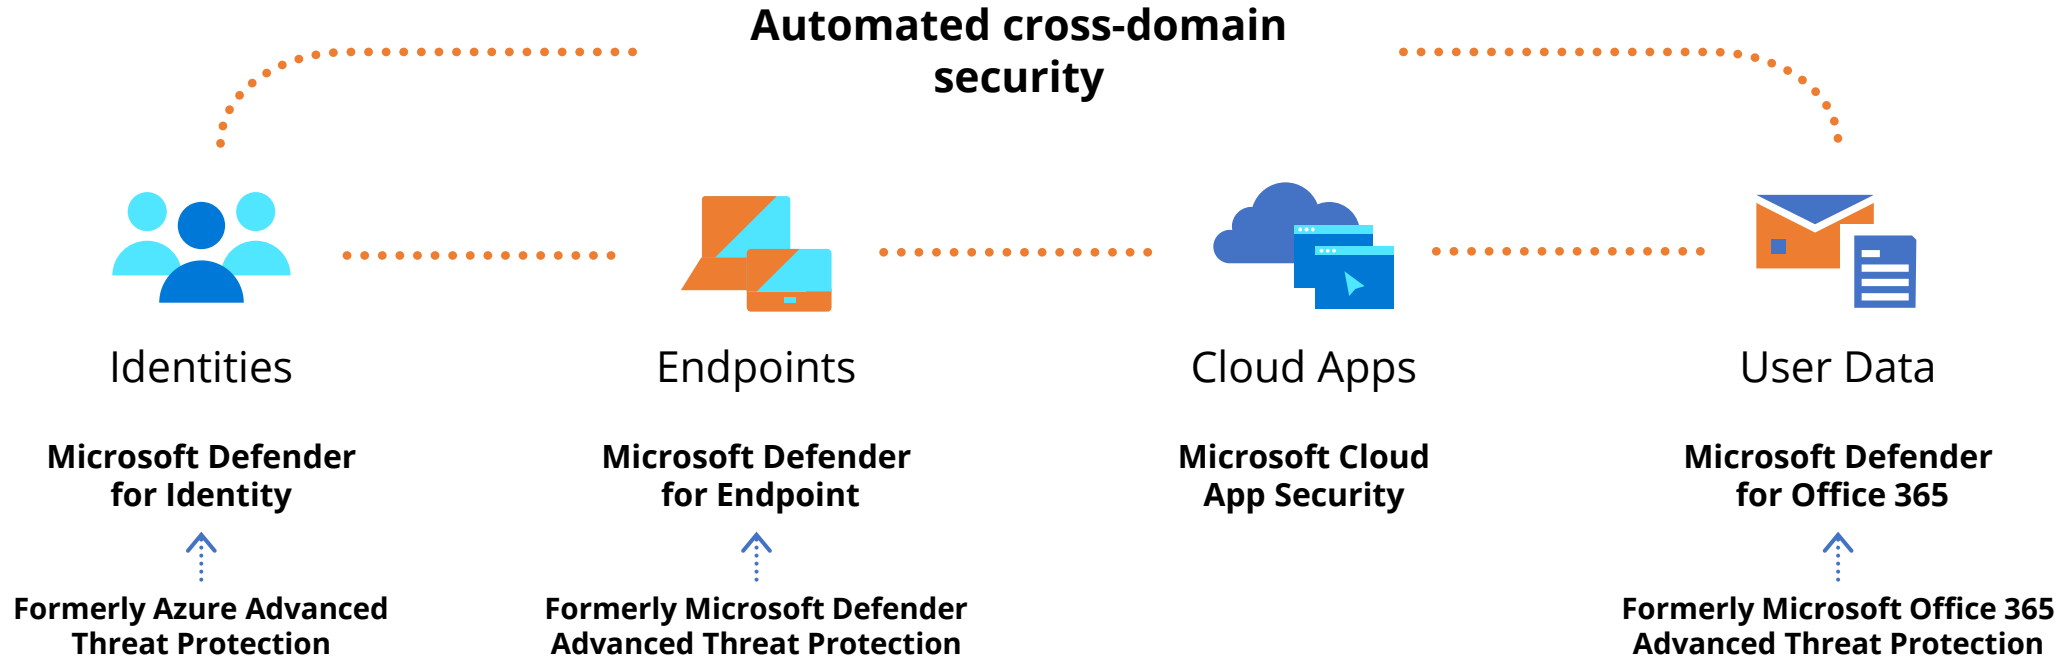 Automated cross-domain
security
Identities
Endpoints
Cloud Apps
User Data
Microsoft Defender
for Identity
Microsoft Defender
for Endpoint
Microsoft Cloud
App Security
Microsoft Defender
for Office 365
Formerly Azure Advanced
Threat Protection
Formerly Microsoft Defender
Advanced Threat Protection
Formerly Microsoft Office 365
Advanced Threat Protection